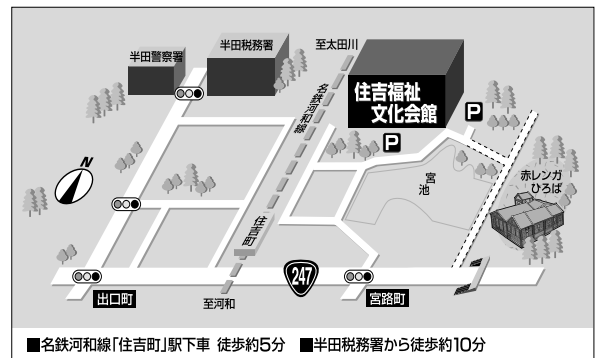 半田警察署
半田税務署
至太田川
名鉄河和線
住吉福祉
文化会館
P
P
N
宮池
赤レンガ
ひろば
住吉町
247
出口町
至河和
宮路町
■名鉄河和線「住吉町」駅下車 徒歩約5分 ■半田税務署から徒歩約10分